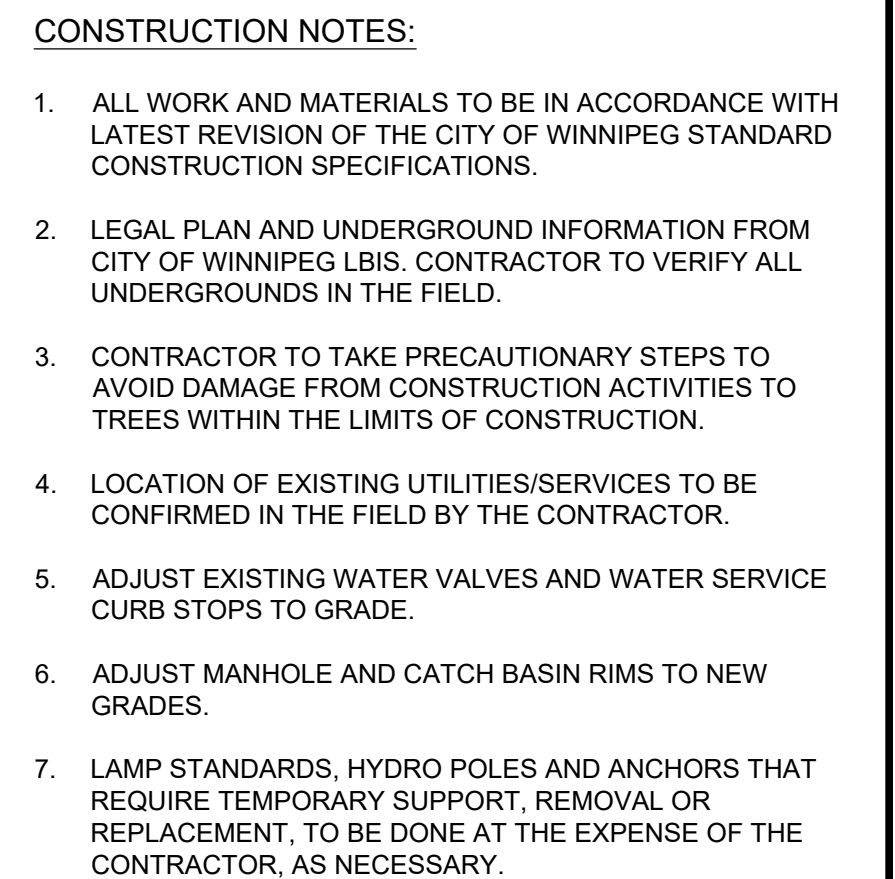 CONSTRUCTION NOTES:
1. ALL WORK AND MATERIALS TO BE IN ACCORDANCE WITH
LATEST REVISION OF THE CITY OF WINNIPEG STANDARD
CONSTRUCTION SPECIFICATIONS.
2. LEGAL PLAN AND UNDERGROUND INFORMATION FROM
CITY OF WINNIPEG LBIS. CONTRACTOR TO VERIFY ALL
UNDERGROUNDS IN THE FIELD.
3. CONTRACTOR TO TAKE PRECAUTIONARY STEPS TO
AVOID DAMAGE FROM CONSTRUCTION ACTIVITIES TO
TREES WITHIN THE LIMITS OF CONSTRUCTION.
4. LOCATION OF EXISTING UTILITIES/SERVICES TO BE
CONFIRMED IN THE FIELD BY THE CONTRACTOR.
5. ADJUST EXISTING WATER VALVES AND WATER SERVICE
CURB STOPS TO GRADE.
6. ADJUST MANHOLE AND CATCH BASIN RIMS TO NEW
GRADES.
7. LAMP STANDARDS, HYDRO POLES AND ANCHORS THAT
REQUIRE TEMPORARY SUPPORT, REMOVAL OR
REPLACEMENT, TO BE DONE AT THE EXPENSE OF THE
CONTRACTOR, AS NECESSARY.